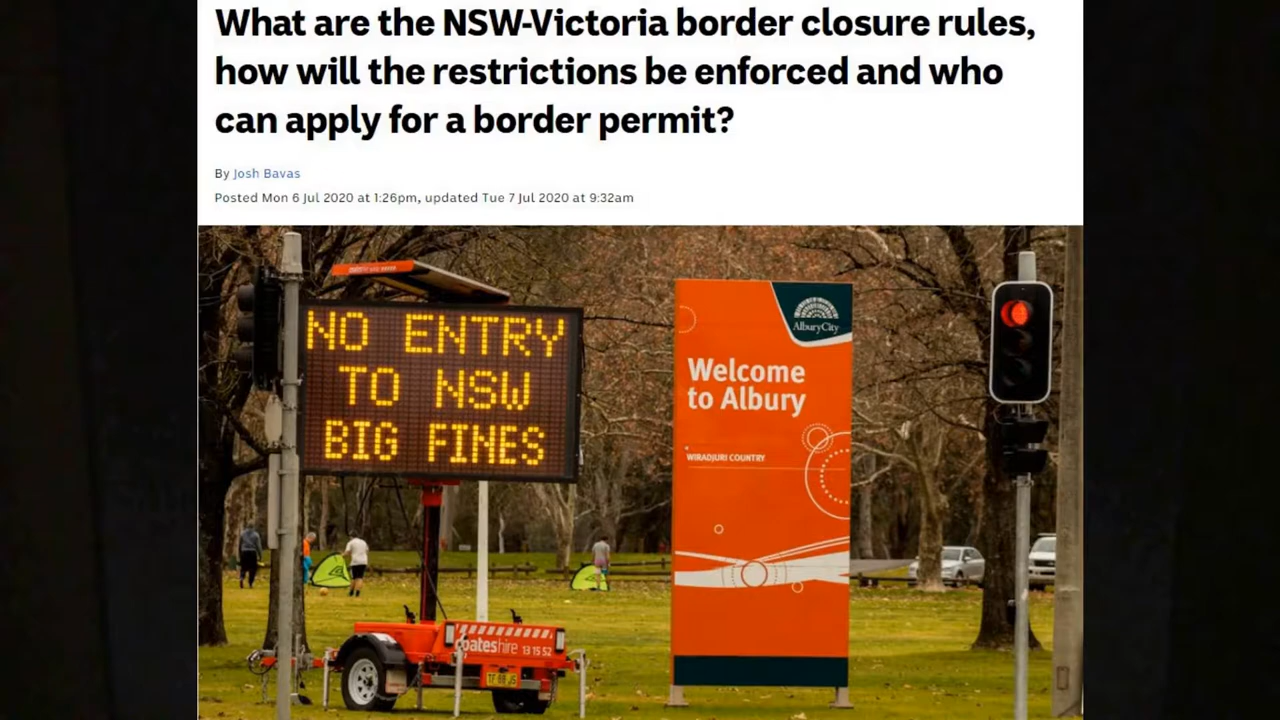 What are the NSW-Victoria border closure rules,
how will the restrictions be enforced and who
can apply for a border permit?
By Josh Bavas
Posted Mon 6 Jul 2020 at 1:26pm, updated Tue 7 Jul 2020 at 9:32am
NO ENTRY
TO NSW
BIG FINES
AlburyCity
Welcome
to Albury
WIRADJURI COUNTRY
coateshire 13 15 52